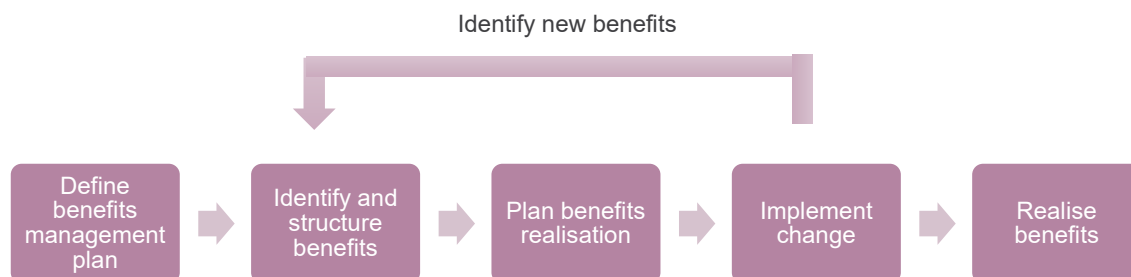 Identify new benefits
Define
benefits
management
plan
Identify and
structure
benefits
Plan benefits
realisation
Implement
change
Realise
benefits